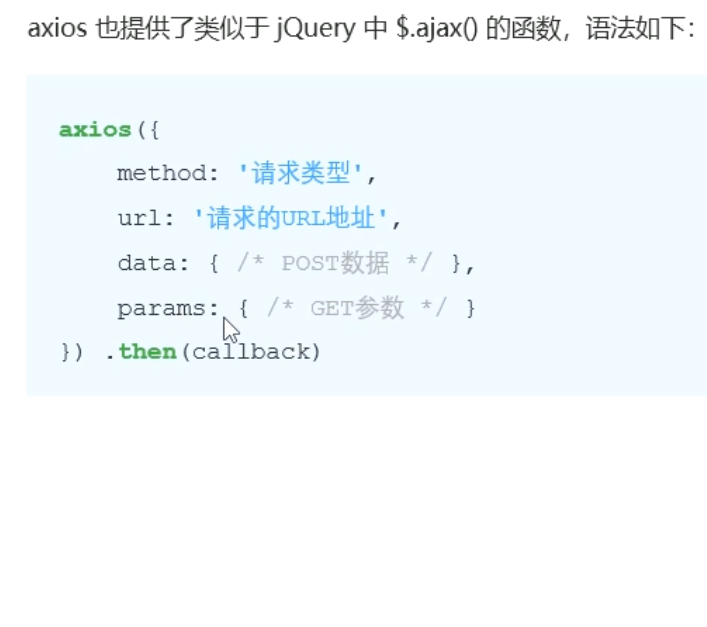 axios 也提供了类似于 jQuery 中 $.ajax() 的函数，语法如下：
axios({
method: '请求类型',
url: '请求的URL地址',
data: { /* POST数据 */ },
params: { /* GET参数 */ }
}) .then(callback)